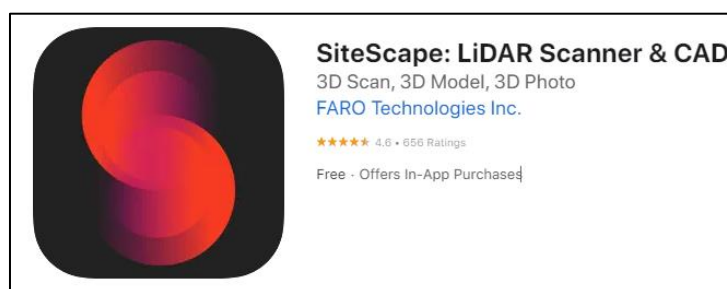 SiteScape: LiDAR Scanner & CAD
3D Scan, 3D Model, 3D Photo
FARO Technologies Inc.
★★★★★ 4.6 • 656 Ratings
Free · Offers In-App Purchases